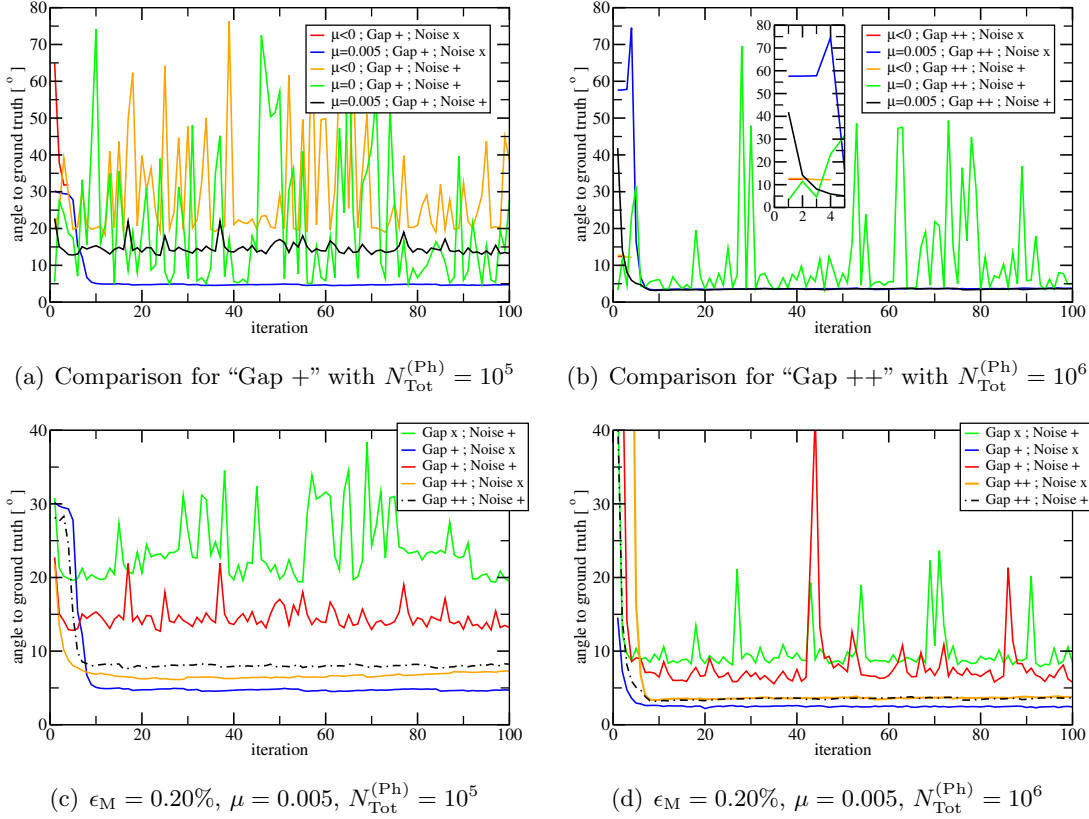 angle to ground truth [ ° ]
80
70
60
50
40
30
20
10
0
μ<0 ; Gap + ; Noise x
μ=0.005 ; Gap + ; Noise x
μ<0 ; Gap + ; Noise +
μ=0 ; Gap + ; Noise +
μ=0.005 ; Gap + ; Noise +
0 20 40 60 80 100
iteration
(a) Comparison for “Gap +” with N_Tot^(Ph) = 10^5
angle to ground truth [ ° ]
80
70
60
50
40
30
20
10
0
80
75
70
65
60
55
50
45
40
35
30
25
20
15
10
5
0
0 2 4
μ<0 ; Gap ++ ; Noise x
μ=0.005 ; Gap ++ ; Noise x
μ<0 ; Gap ++ ; Noise +
μ=0 ; Gap ++ ; Noise +
μ=0.005 ; Gap ++ ; Noise +
0 20 40 60 80 100
iteration
(b) Comparison for “Gap ++” with N_Tot^(Ph) = 10^6
angle to ground truth [ ° ]
40
30
20
10
0
Gap x ; Noise +
Gap + ; Noise x
Gap + ; Noise +
Gap ++ ; Noise x
Gap ++ ; Noise +
0 20 40 60 80 100
iteration
(c) ϵ_M = 0.20%, μ = 0.005, N_Tot^(Ph) = 10^5
angle to ground truth [ ° ]
40
30
20
10
0
Gap x ; Noise +
Gap + ; Noise x
Gap + ; Noise +
Gap ++ ; Noise x
Gap ++ ; Noise +
0 20 40 60 80 100
iteration
(d) ϵ_M = 0.20%, μ = 0.005, N_Tot^(Ph) = 10^6